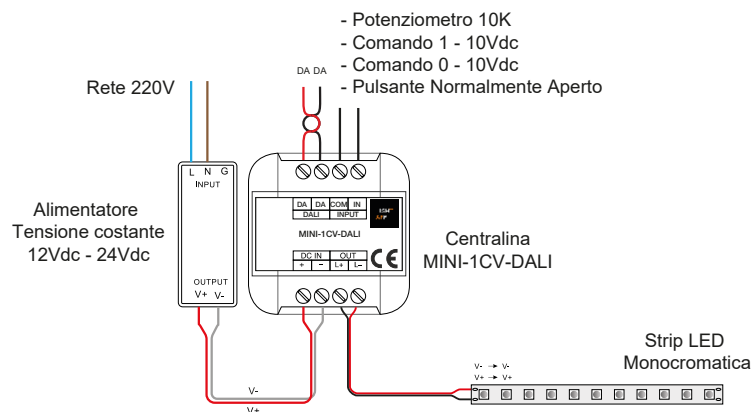 - Potenziometro 10K
- Comando 1 - 10Vdc
- Comando 0 - 10Vdc
- Pulsante Normalmente Aperto
DA DA
Rete 220V
L N G
INPUT
Alimentatore
Tensione costante
12Vdc - 24Vdc
OUTPUT
V+ V-
DA DA COM IN
DALI INPUT
MINI-1CV-DALI
DC IN OUT
+ - L+ L-
CE
Centralina
MINI-1CV-DALI
V-
V+
Strip LED
Monocromatica
V- → V-
V+ → V+